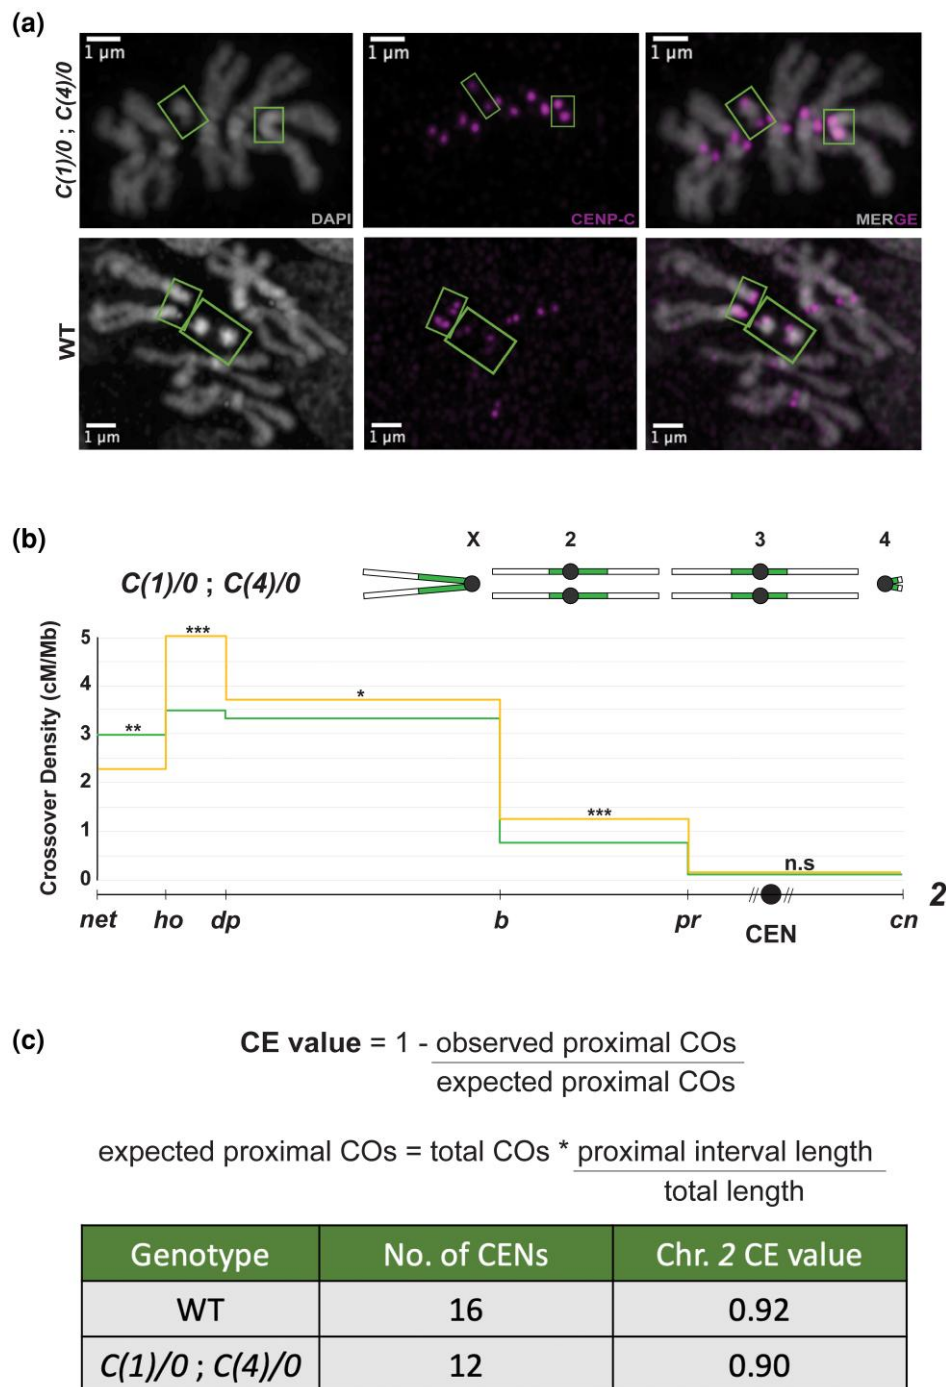 (a)
C(1)/0 ; C(4)/0
1 µm
1 µm
1 µm
DAPI
CENP-C
MERGE
WT
1 µm
1 µm
1 µm
(b)
X 2 3 4
C(1)/0 ; C(4)/0
Crossover Density (cM/Mb)
5
4
3
2
1
0
***
**
*
***
n.s
net ho dp b pr CEN cn 2
(c)
CE value = 1 - observed proximal COs
expected proximal COs
expected proximal COs = total COs * proximal interval length
total length
Genotype No. of CENs Chr. 2 CE value
WT 16 0.92
C(1)/0 ; C(4)/0 12 0.90